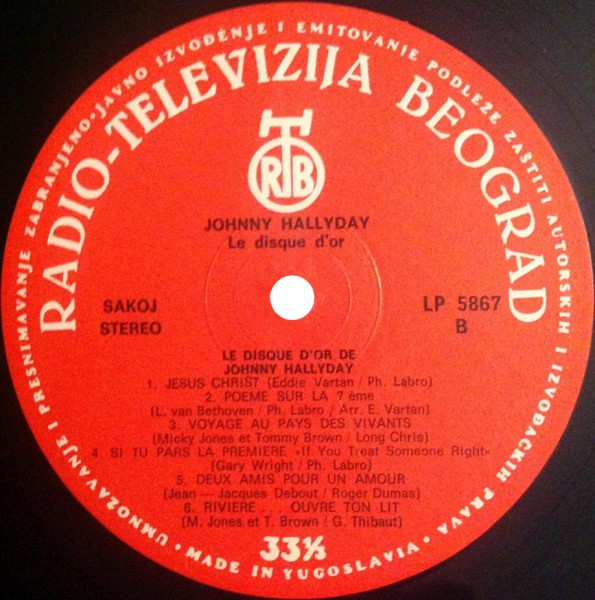 UMNOŽAVANJE I PRESNIMAVANJE ZABRANJENO·JAVNO IZVOĐENJE I EMITOVANJE PODLEŽE ZAŠTITI AUTORSKIH I IZVOĐAČKIH PRAVA · MADE IN YUGOSLAVIA ·
RADIO-TELEVIZIJA BEOGRAD
RTB
JOHNNY HALLYDAY
Le disque d'or
SAKOJ
STEREO
LP 5867
B
LE DISQUE D'OR DE
JOHNNY HALLYDAY
1. JESUS CHRIST (Eddie Vartan / Ph. Labro)
2. POEME SUR LA 7 ème
(L. van Bethoven / Ph. Labro / Arr. E. Vartan)
3. VOYAGE AU PAYS DES VIVANTS
(Micky Jones et Tommy Brown / Long Chris)
4. SI TU PARS LA PREMIERE «If You Treat Someone Right»
(Gary Wright / Ph. Labro)
5. DEUX AMIS POUR UN AMOUR
(Jean — Jacques Debout / Roger Dumas)
6. RIVIERE... OUVRE TON LIT
(M. Jones et T. Brown / G. Thibaut)
33⅓